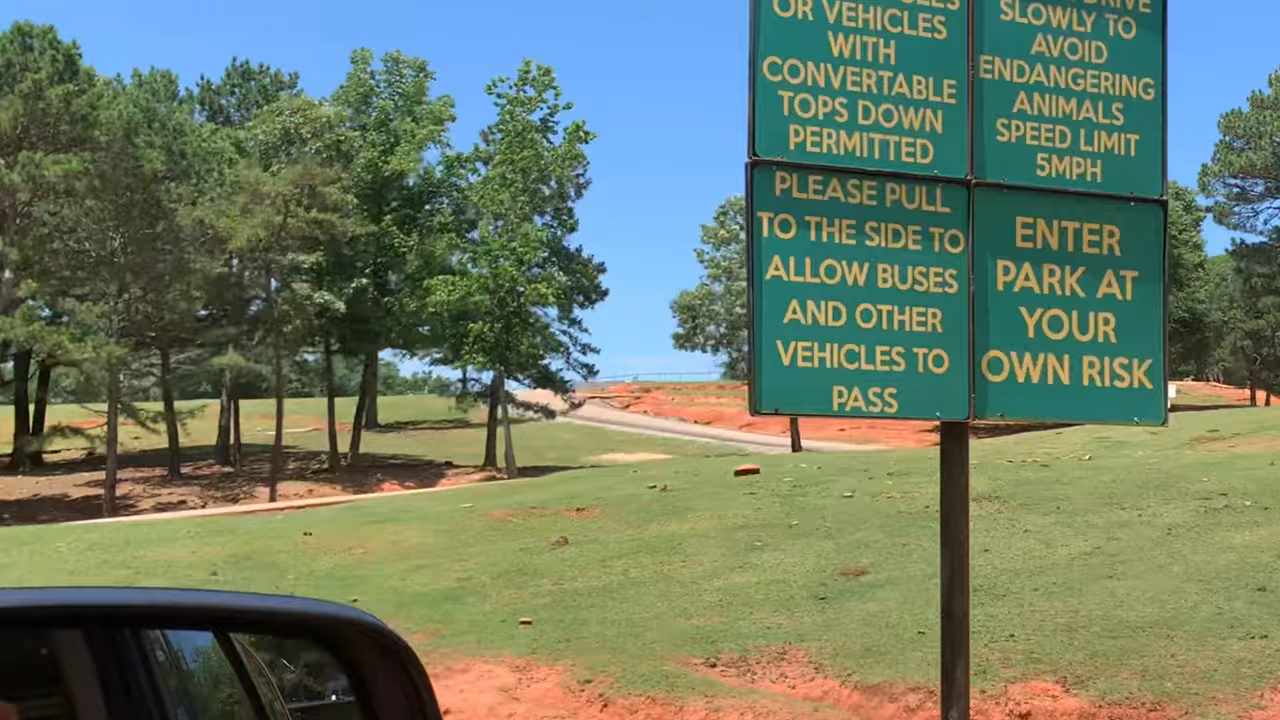 OR VEHICLES
WITH
CONVERTABLE
TOPS DOWN
PERMITTED
DRIVE
SLOWLY TO
AVOID
ENDANGERING
ANIMALS
SPEED LIMIT
5MPH
PLEASE PULL
TO THE SIDE TO
ALLOW BUSES
AND OTHER
VEHICLES TO
PASS
ENTER
PARK AT
YOUR
OWN RISK